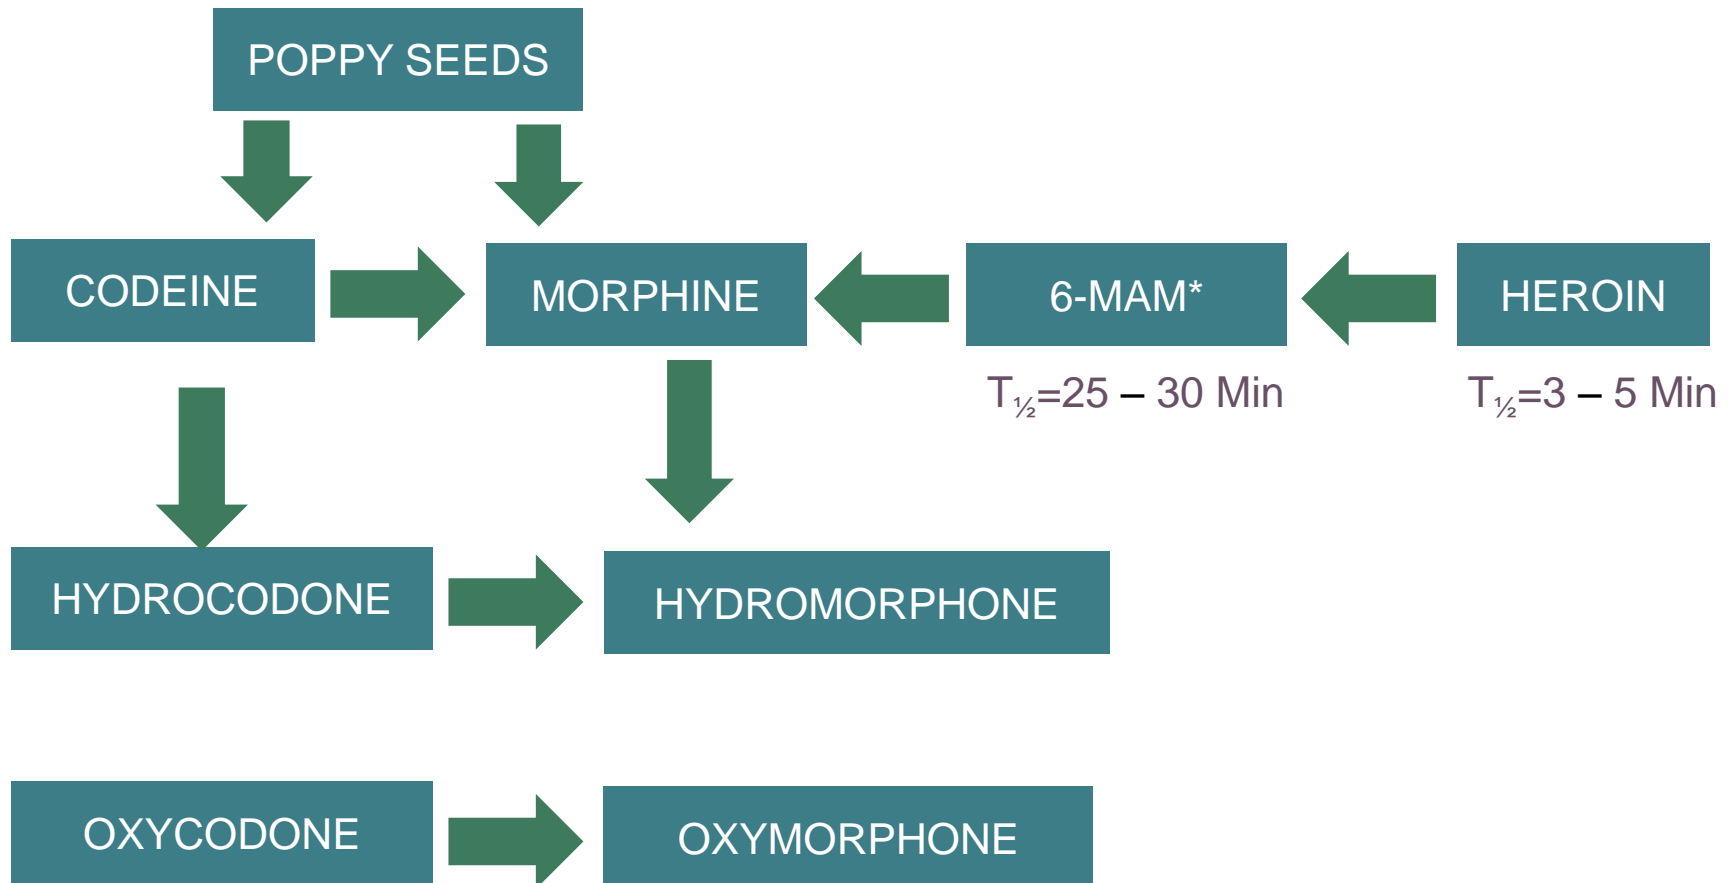 POPPY SEEDS
CODEINE
MORPHINE
6-MAM*
HEROIN
T½=25 – 30 Min
T½=3 – 5 Min
HYDROCODONE
HYDROMORPHONE
OXYCODONE
OXYMORPHONE